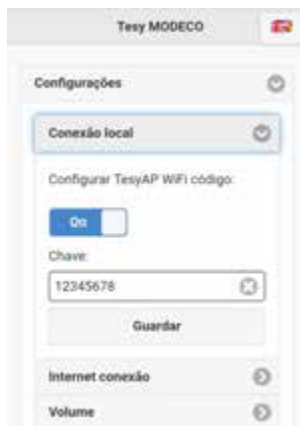 Tesy MODECO
Configurações
Conexão local
Configurar TesyAP WiFi código:
On
Chave:
12345678
Guardar
Internet conexão
Volume